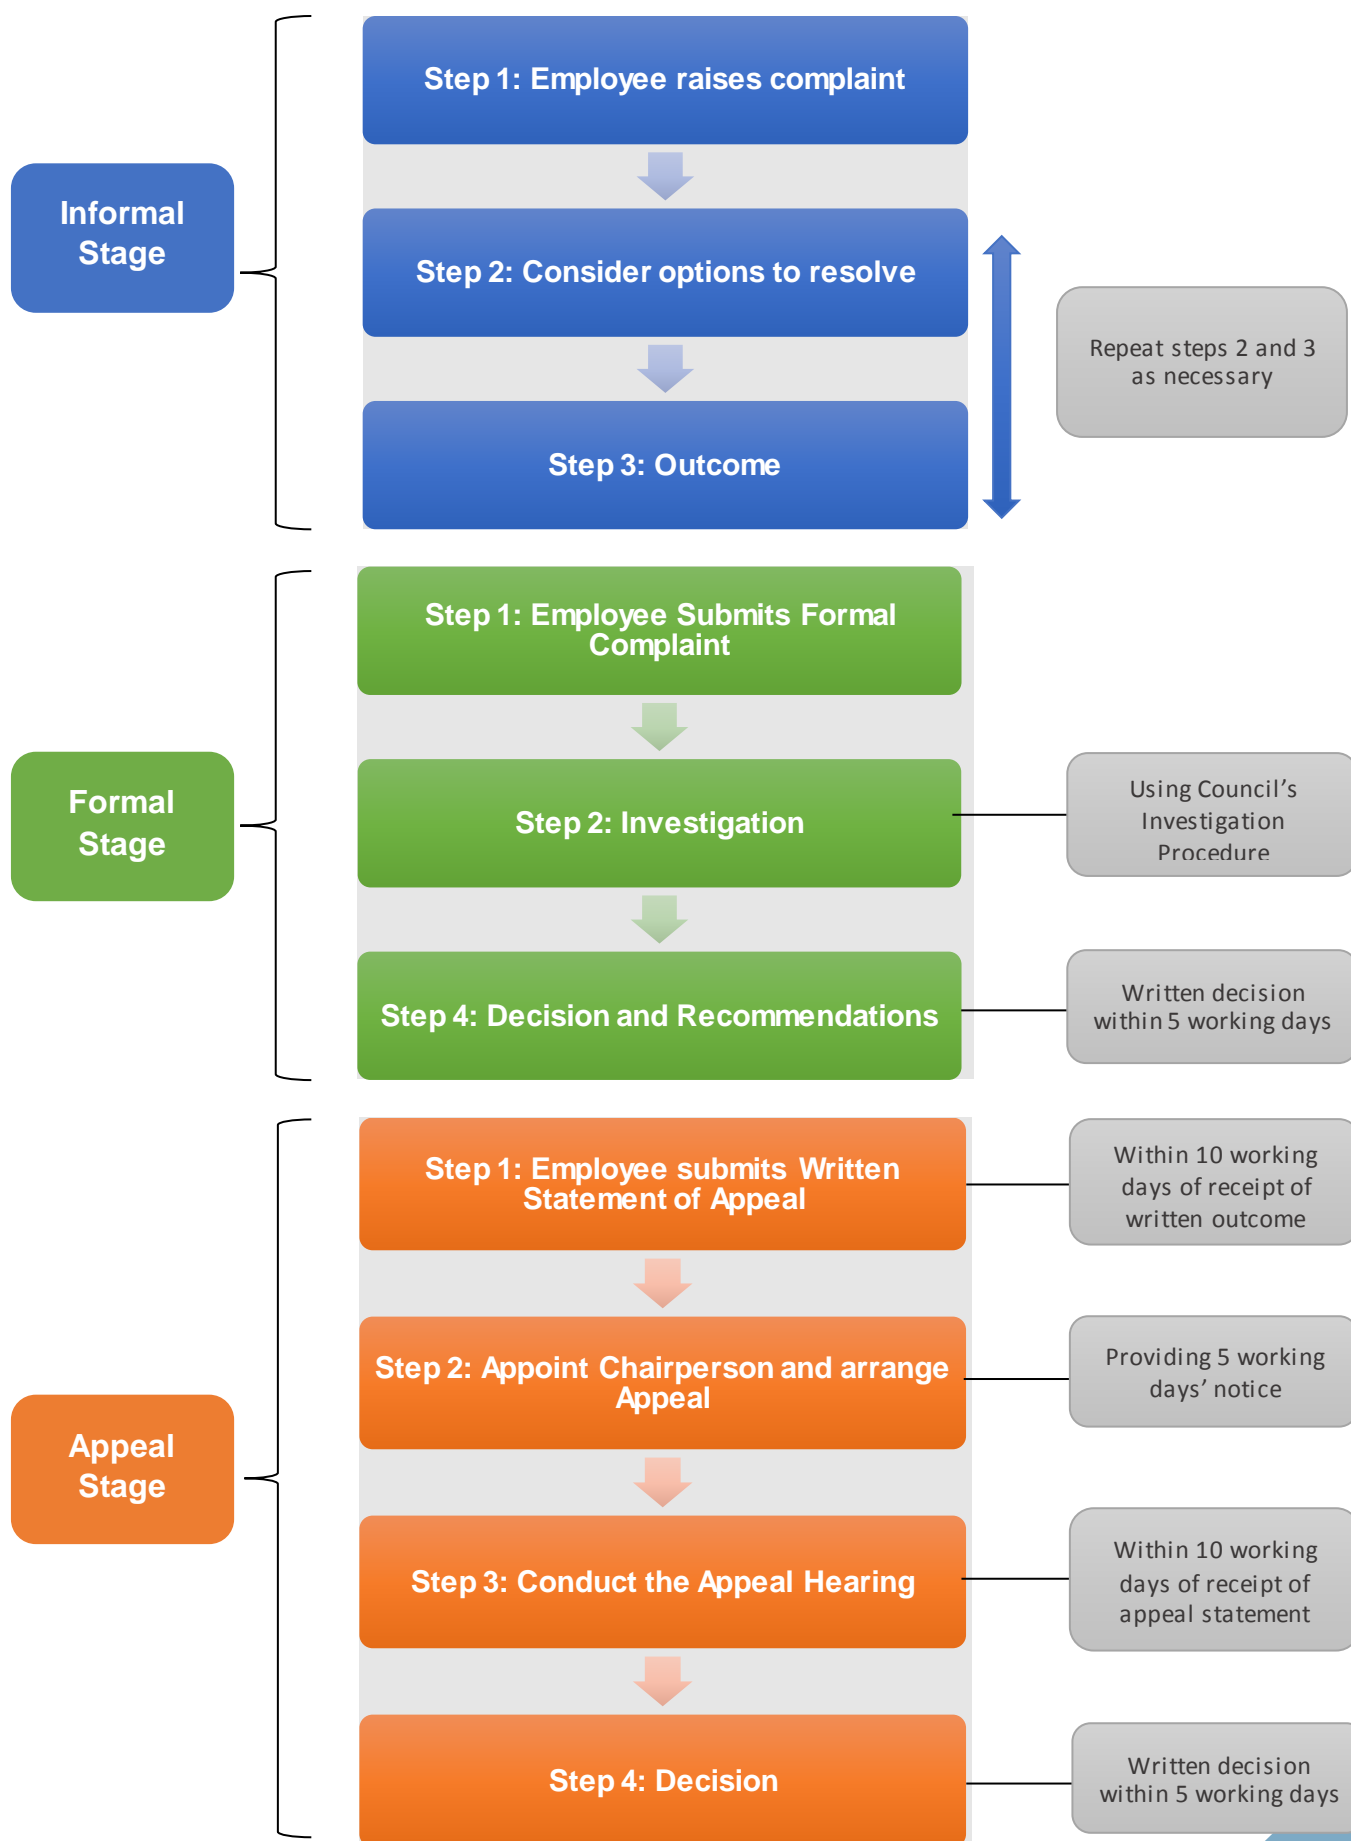 Informal
Stage
Step 1: Employee raises complaint
Step 2: Consider options to resolve
Step 3: Outcome
Repeat steps 2 and 3
as necessary
Formal
Stage
Step 1: Employee Submits Formal
Complaint
Step 2: Investigation
Using Council’s
Investigation
Procedure
Step 4: Decision and Recommendations
Written decision
within 5 working days
Appeal
Stage
Step 1: Employee submits Written
Statement of Appeal
Within 10 working
days of receipt of
written outcome
Step 2: Appoint Chairperson and arrange
Appeal
Providing 5 working
days’ notice
Step 3: Conduct the Appeal Hearing
Within 10 working
days of receipt of
appeal statement
Step 4: Decision
Written decision
within 5 working days